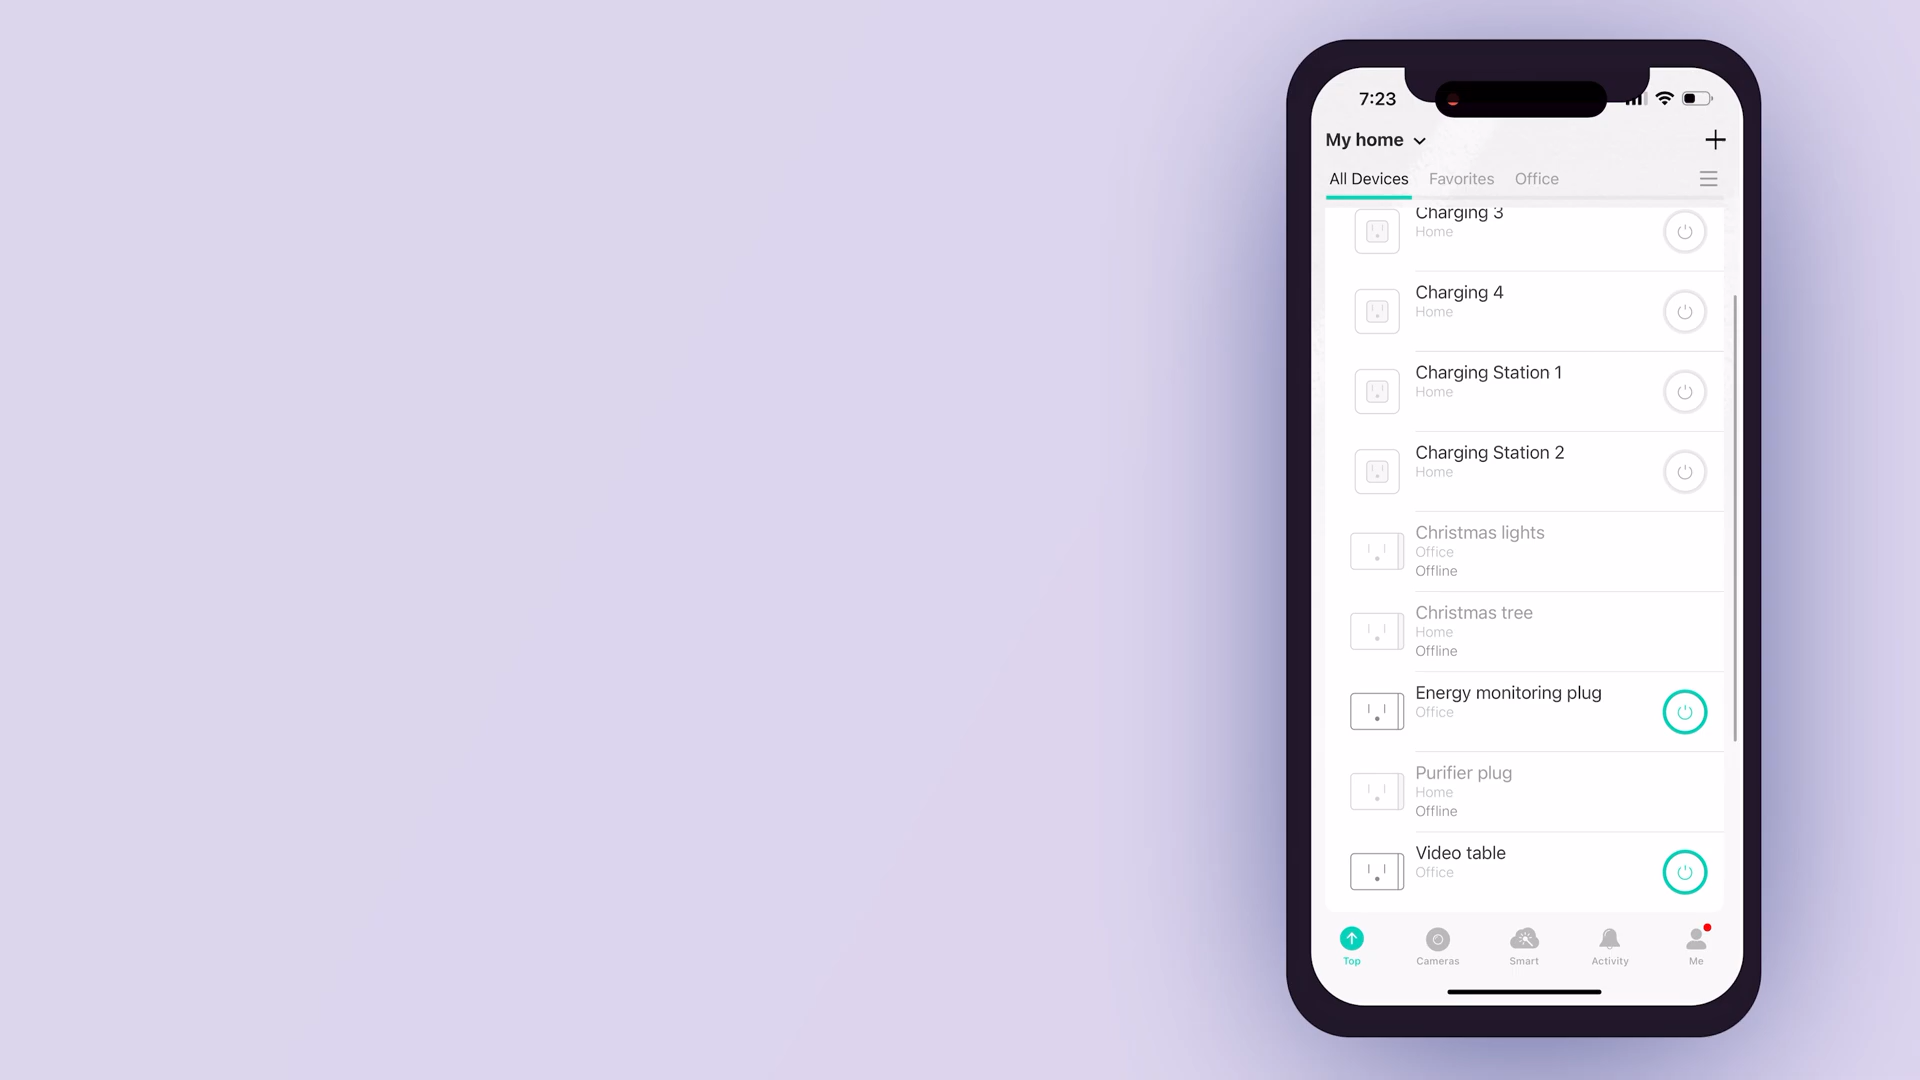 7:23
My home
All Devices Favorites Office
Charging 3
Home
Charging 4
Home
Charging Station 1
Home
Charging Station 2
Home
Christmas lights
Office
Offline
Christmas tree
Home
Offline
Energy monitoring plug
Office
Purifier plug
Home
Offline
Video table
Office
Top Cameras Smart Activity Me